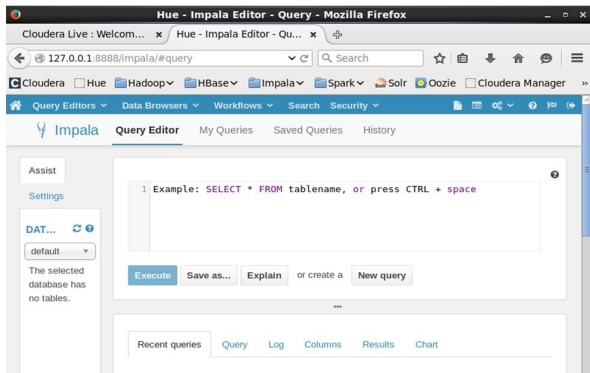 Hue - Impala Editor - Query - Mozilla Firefox
Cloudera Live : Welcom... × Hue - Impala Editor - Qu... ×
127.0.0.1:8888/impala/#query Search
Cloudera Hue Hadoop HBase Impala Spark Solr Oozie Cloudera Manager »
Query Editors Data Browsers Workflows Search Security
Impala Query Editor My Queries Saved Queries History
Assist
Settings
DAT...
default
The selected
database has
no tables.
1 Example: SELECT * FROM tablename, or press CTRL + space
Execute Save as... Explain or create a New query
Recent queries Query Log Columns Results Chart